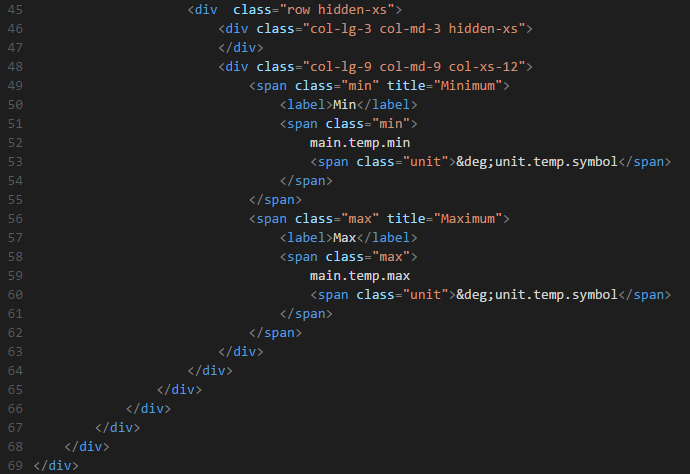 45 <div  class="row hidden-xs">
46 <div class="col-lg-3 col-md-3 hidden-xs">
47 </div>
48 <div class="col-lg-9 col-md-9 col-xs-12">
49 <span class="min" title="Minimum">
50 <label>Min</label>
51 <span class="min">
52 main.temp.min
53 <span class="unit">&deg;unit.temp.symbol</span>
54 </span>
55 </span>
56 <span class="max" title="Maximum">
57 <label>Max</label>
58 <span class="max">
59 main.temp.max
60 <span class="unit">&deg;unit.temp.symbol</span>
61 </span>
62 </span>
63 </div>
64 </div>
65 </div>
66 </div>
67 </div>
68 </div>
69 </div>